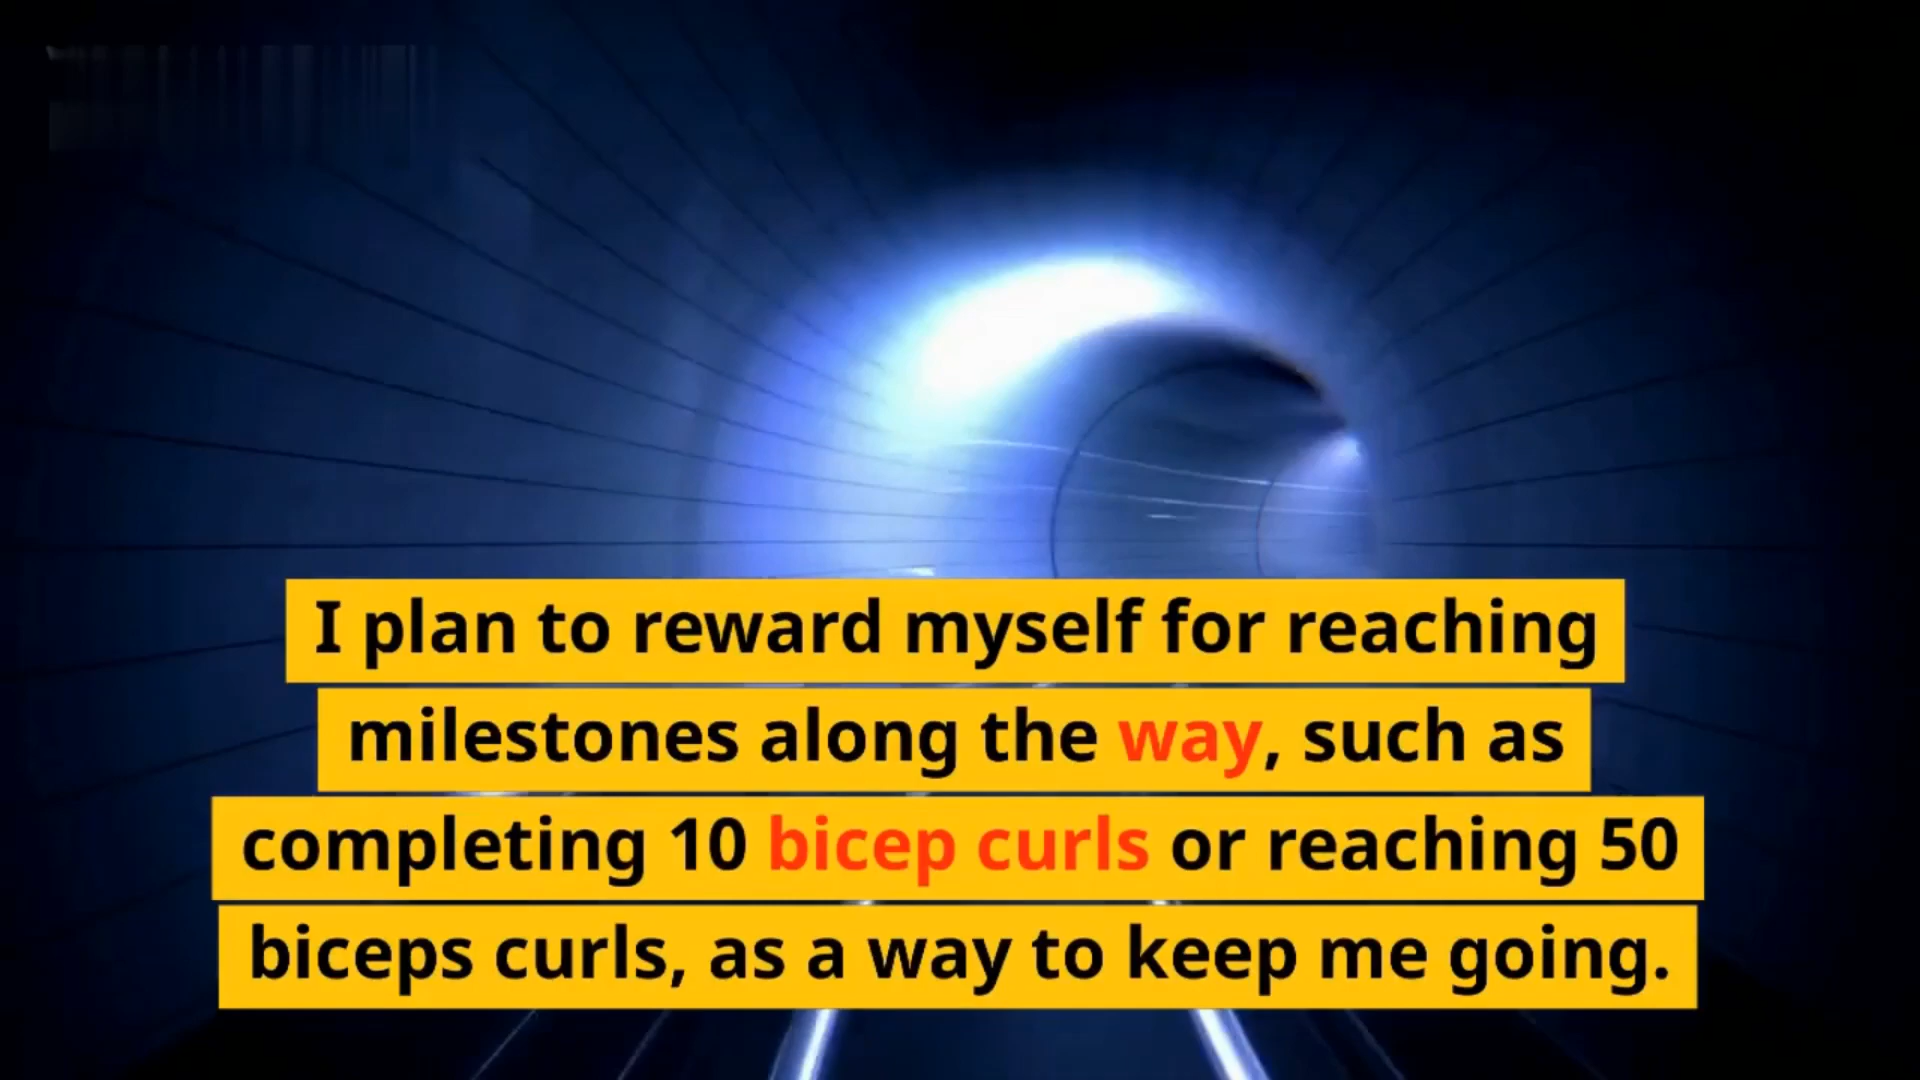 I plan to reward myself for reaching
milestones along the way, such as
completing 10 bicep curls or reaching 50
biceps curls, as a way to keep me going.